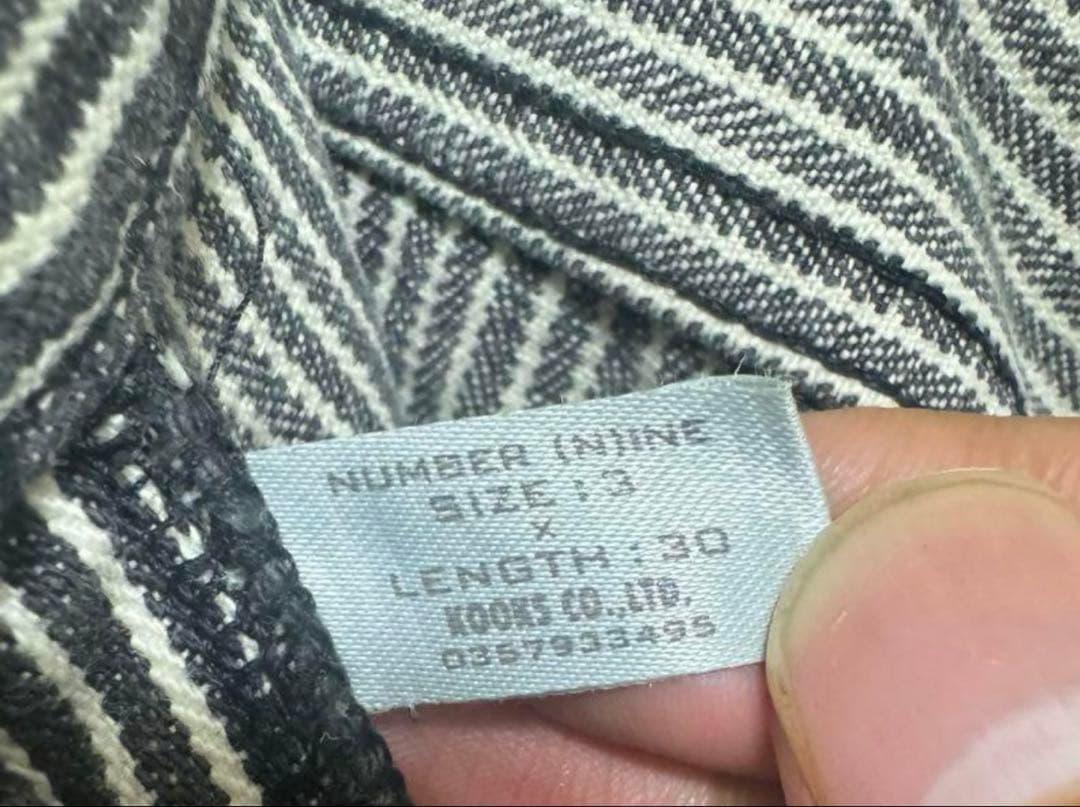 NUMBER (N)INE
SIZE : 3
X
LENGTH : 30
KOOKS CO.,LTD.
0357933495